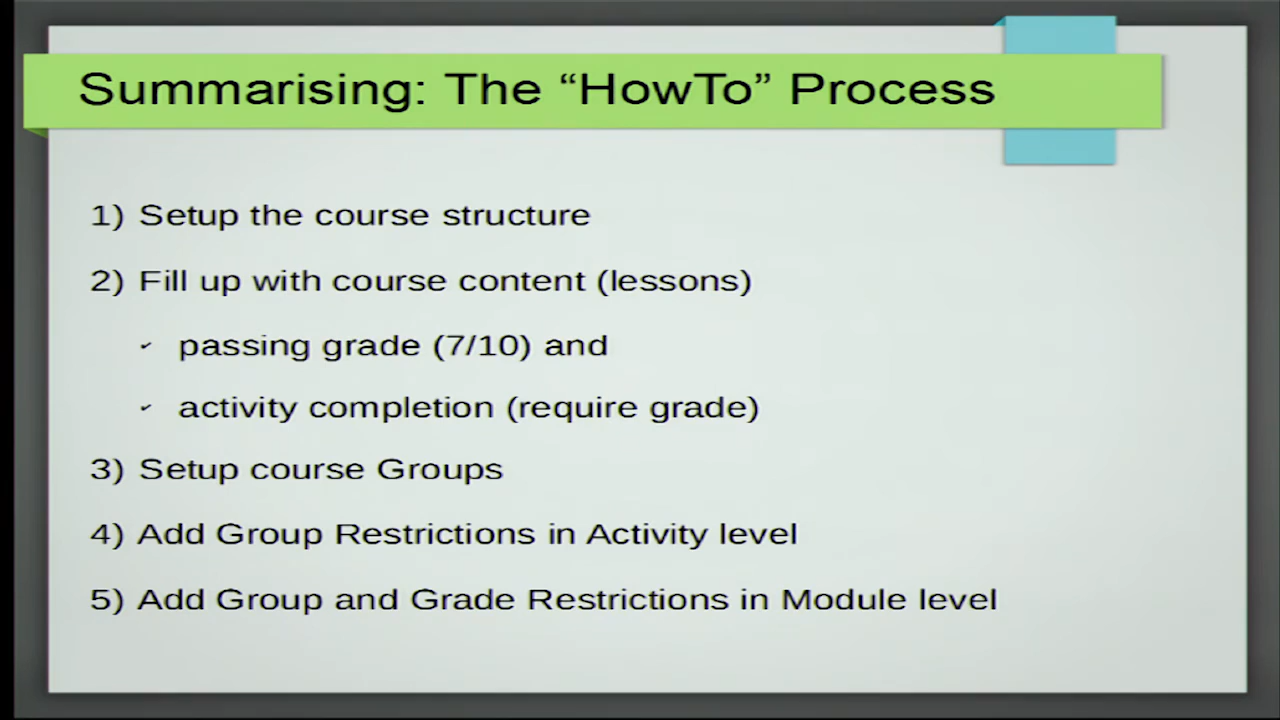 Summarising: The “HowTo” Process
1) Setup the course structure
2) Fill up with course content (lessons)
✓ passing grade (7/10) and
✓ activity completion (require grade)
3) Setup course Groups
4) Add Group Restrictions in Activity level
5) Add Group and Grade Restrictions in Module level